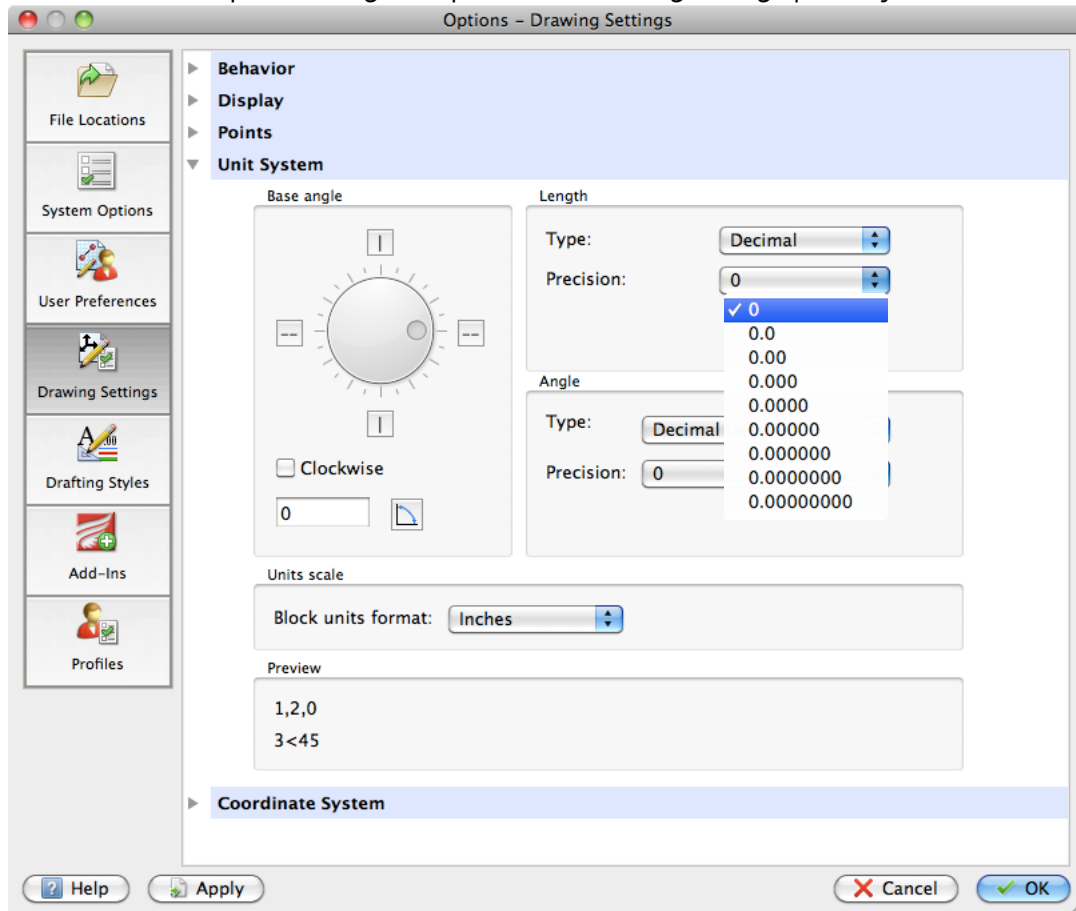 Options – Drawing Settings
File Locations
System Options
User Preferences
Drawing Settings
Drafting Styles
Add-Ins
Profiles
Behavior
Display
Points
Unit System
Base angle
Clockwise
0
Length
Type: Decimal
Precision: 0
✓ 0
0.0
0.00
0.000
0.0000
0.00000
0.000000
0.0000000
0.00000000
Angle
Type: Decimal
Precision: 0
Units scale
Block units format: Inches
Preview
1,2,0
3<45
Coordinate System
Help
Apply
Cancel
OK